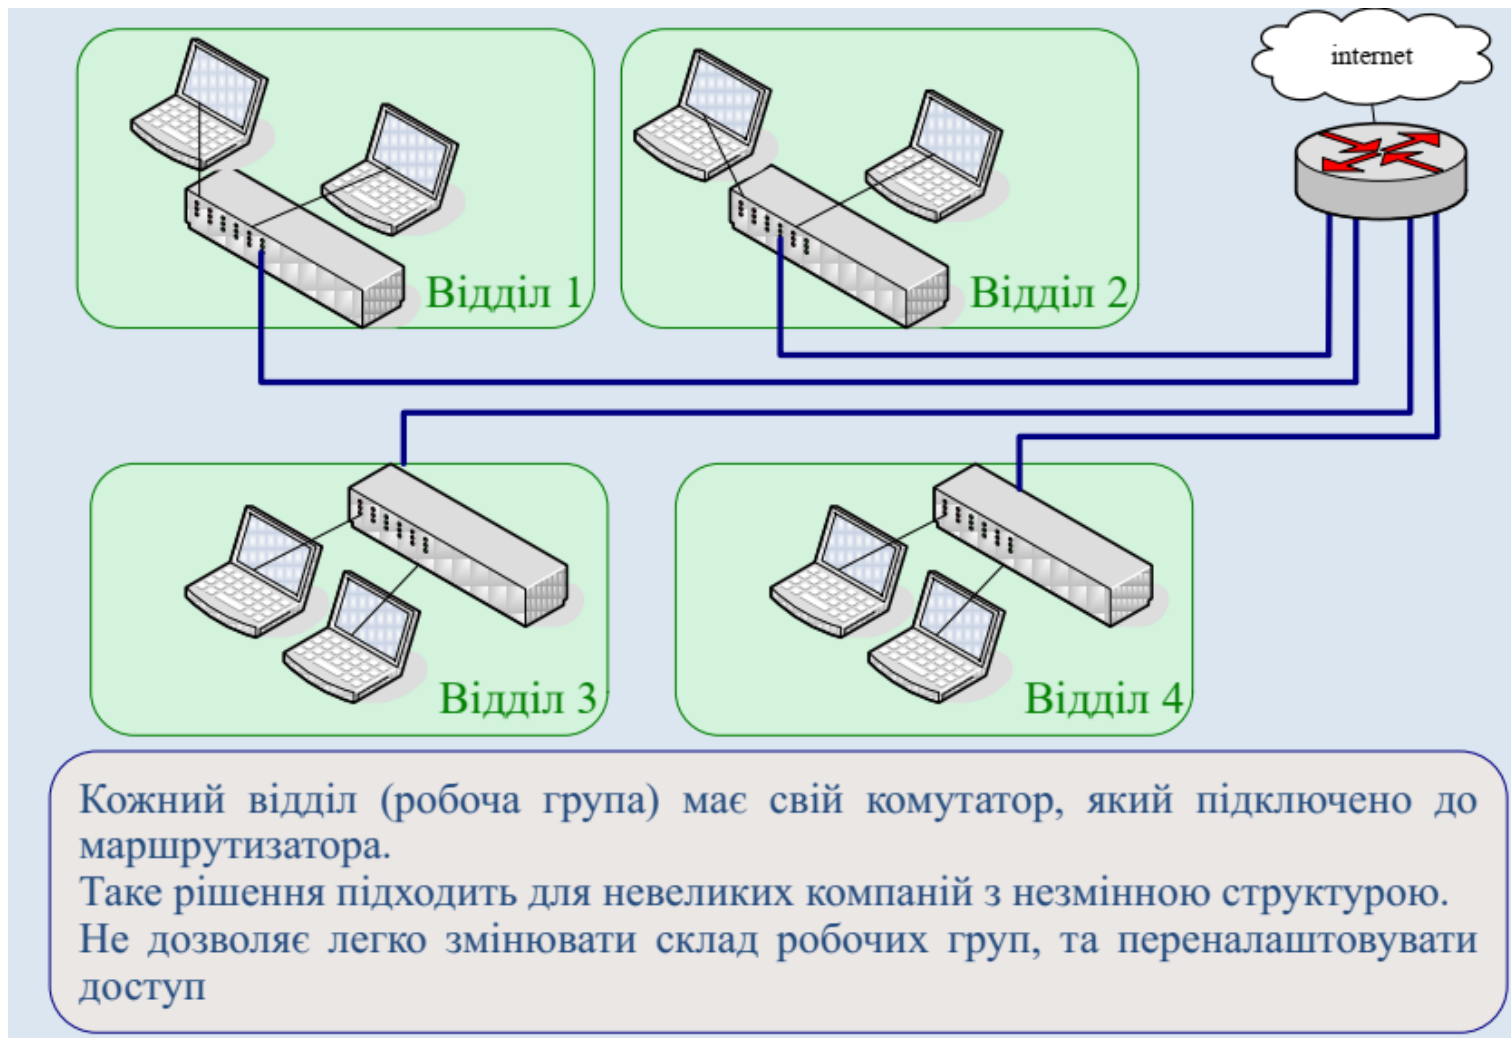 internet
Відділ 1
Відділ 2
Відділ 3
Відділ 4
Кожний відділ (робоча група) має свій комутатор, який підключено до
маршрутизатора.
Таке рішення підходить для невеликих компаній з незмінною структурою.
Не дозволяє легко змінювати склад робочих груп, та переналаштовувати
доступ